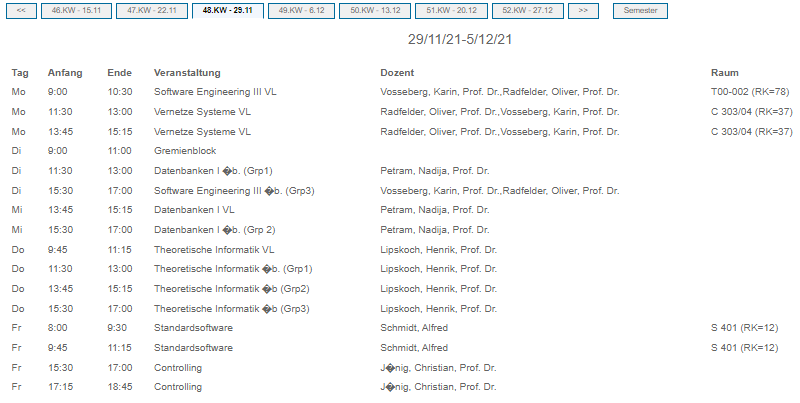 << 46.KW - 15.11 47.KW - 22.11 48.KW - 29.11 49.KW - 6.12 50.KW - 13.12 51.KW - 20.12 52.KW - 27.12 >> Semester
29/11/21-5/12/21
Tag Anfang Ende Veranstaltung Dozent Raum
Mo 9:00 10:30 Software Engineering III VL Vosseberg, Karin, Prof. Dr.,Radfelder, Oliver, Prof. Dr. T00-002 (RK=78)
Mo 11:30 13:00 Vernetze Systeme VL Radfelder, Oliver, Prof. Dr.,Vosseberg, Karin, Prof. Dr. C 303/04 (RK=37)
Mo 13:45 15:15 Vernetze Systeme VL Radfelder, Oliver, Prof. Dr.,Vosseberg, Karin, Prof. Dr. C 303/04 (RK=37)
Di 9:00 11:00 Gremienblock
Di 11:30 13:00 Datenbanken I �b. (Grp1) Petram, Nadija, Prof. Dr.
Di 15:30 17:00 Software Engineering III �b. (Grp3) Vosseberg, Karin, Prof. Dr.,Radfelder, Oliver, Prof. Dr.
Mi 13:45 15:15 Datenbanken I VL Petram, Nadija, Prof. Dr.
Mi 15:30 17:00 Datenbanken I �b. (Grp 2) Petram, Nadija, Prof. Dr.
Do 9:45 11:15 Theoretische Informatik VL Lipskoch, Henrik, Prof. Dr.
Do 11:30 13:00 Theoretische Informatik �b. (Grp1) Lipskoch, Henrik, Prof. Dr.
Do 13:45 15:15 Theoretische Informatik �b (Grp2) Lipskoch, Henrik, Prof. Dr.
Do 15:30 17:00 Theoretische Informatik �b (Grp3) Lipskoch, Henrik, Prof. Dr.
Fr 8:00 9:30 Standardsoftware Schmidt, Alfred S 401 (RK=12)
Fr 9:45 11:15 Standardsoftware Schmidt, Alfred S 401 (RK=12)
Fr 15:30 17:00 Controlling J�nig, Christian, Prof. Dr.
Fr 17:15 18:45 Controlling J�nig, Christian, Prof. Dr.